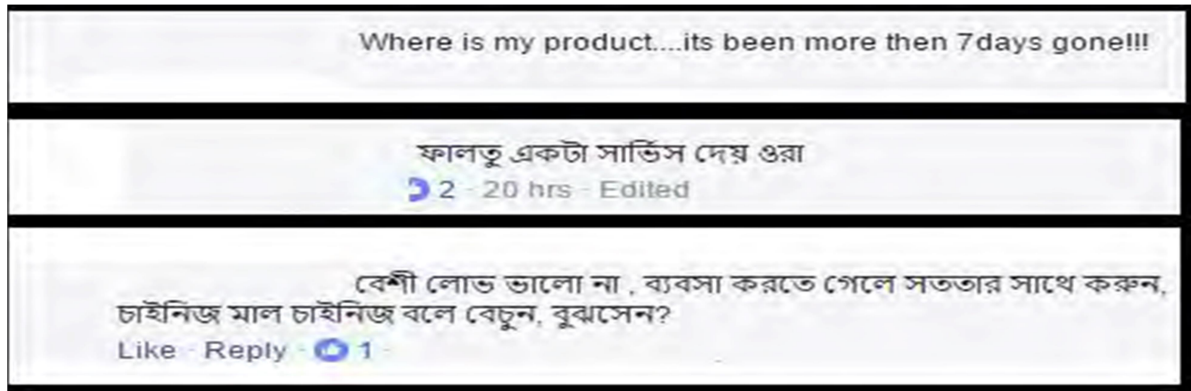 Where is my product....its been more then 7days gone!!!
ফালতু একটা সার্ভিস দেয় ওরা
2 · 20 hrs · Edited
বেশী লোভ ভালো না , ব্যবসা করতে গেলে সততার সাথে করুন,
চাইনিজ মাল চাইনিজ বলে বেচুন, বুঝসেন?
Like · Reply · 1